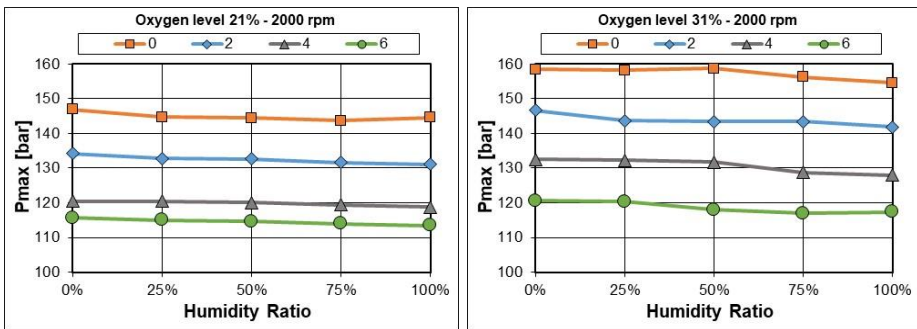 Oxygen level 21% - 2000 rpm
0 2 4 6
160
150
140
130
120
110
100
Pmax [bar]
0% 25% 50% 75% 100%
Humidity Ratio
Oxygen level 31% - 2000 rpm
0 2 4 6
160
150
140
130
120
110
100
Pmax [bar]
0% 25% 50% 75% 100%
Humidity Ratio